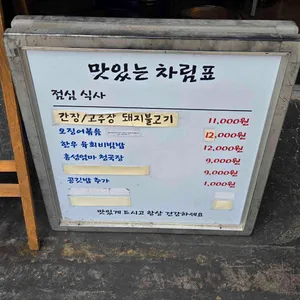 맛있는 차림표
점심 식사
간장/고추장 돼지불고기 11,000원
오징어볶음 12,000원
한우 육회비빔밥 12,000원
홍성엄마 청국장 9,000원
9,000원
공깃밥 추가 1,000원
맛있게 드시고 항상 건강하세요